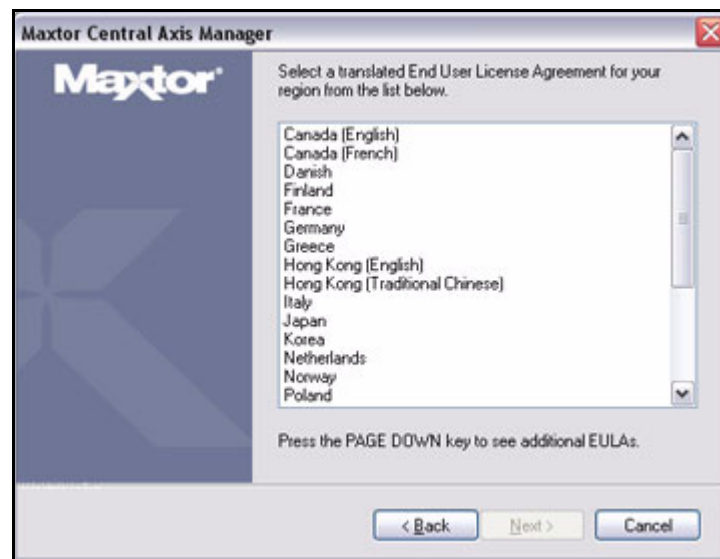 Maxtor Central Axis Manager
Maxtor
Select a translated End User License Agreement for your
region from the list below.
Canada (English)
Canada (French)
Danish
Finland
France
Germany
Greece
Hong Kong (English)
Hong Kong (Traditional Chinese)
Italy
Japan
Korea
Netherlands
Norway
Poland
Press the PAGE DOWN key to see additional EULAs.
< Back
Next >
Cancel